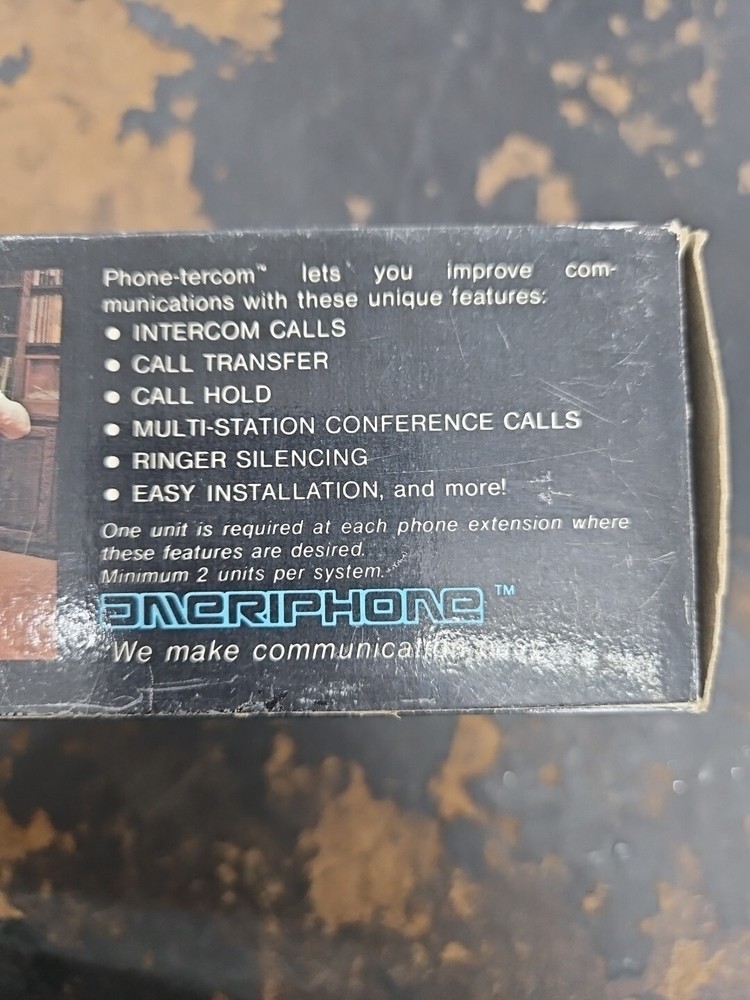 Phone-tercom™ lets you improve com-
munications with these unique features:
• INTERCOM CALLS
• CALL TRANSFER
• CALL HOLD
• MULTI-STATION CONFERENCE CALLS
• RINGER SILENCING
• EASY INSTALLATION, and more!
One unit is required at each phone extension where
these features are desired.
Minimum 2 units per system.
AMERIPHONE™
We make communication